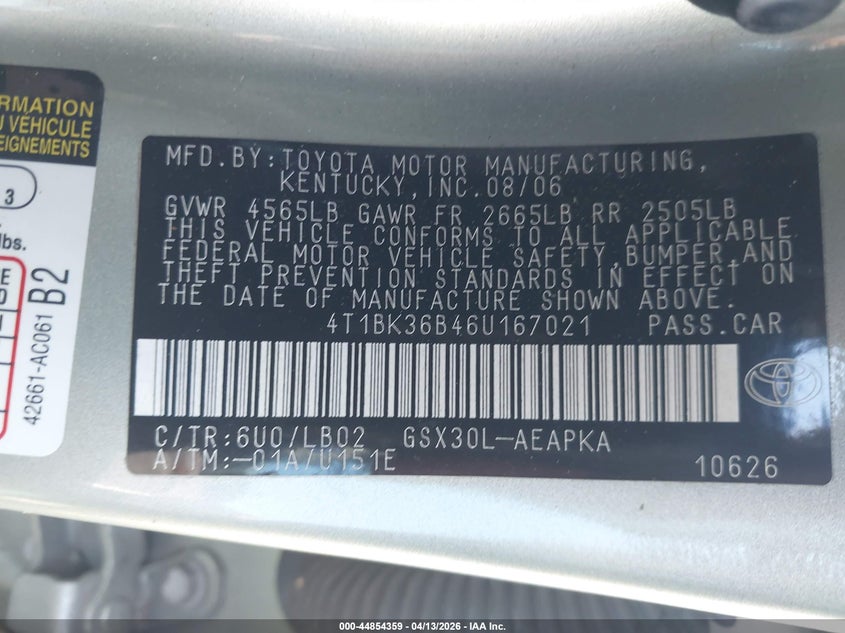 ORMATION
VÉHICULE
EIGNEMENTS
3
lbs.
E
D
B2
42661-AC061
MFD.BY:TOYOTA MOTOR MANUFACTURING,
KENTUCKY,INC.08/06
GVWR 4565LB GAWR FR 2665LB RR 2505LB
THIS VEHICLE CONFORMS TO ALL APPLICABLE
FEDERAL MOTOR VEHICLE SAFETY,BUMPER,AND
THEFT PREVENTION STANDARDS IN EFFECT ON
THE DATE OF MANUFACTURE SHOWN ABOVE.
4T1BK36B46U167021 PASS.CAR
C/TR:6U0/LB02 GSX30L-AEAPKA
A/TM:-01A/U151E 10626
000-44854359 | 04/13/2026 | IAA Inc.